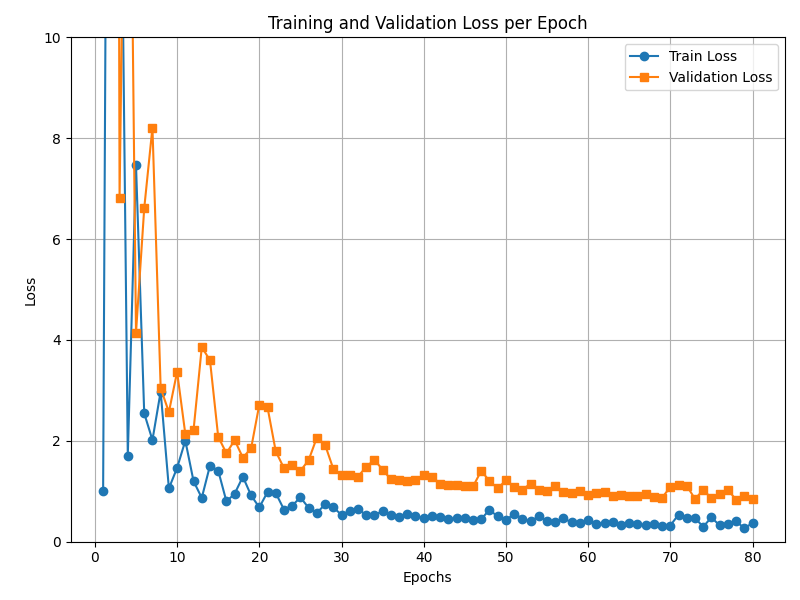 Training and Validation Loss per Epoch
Train Loss
Validation Loss
10
8
6
4
2
0
Loss
0 10 20 30 40 50 60 70 80
Epochs